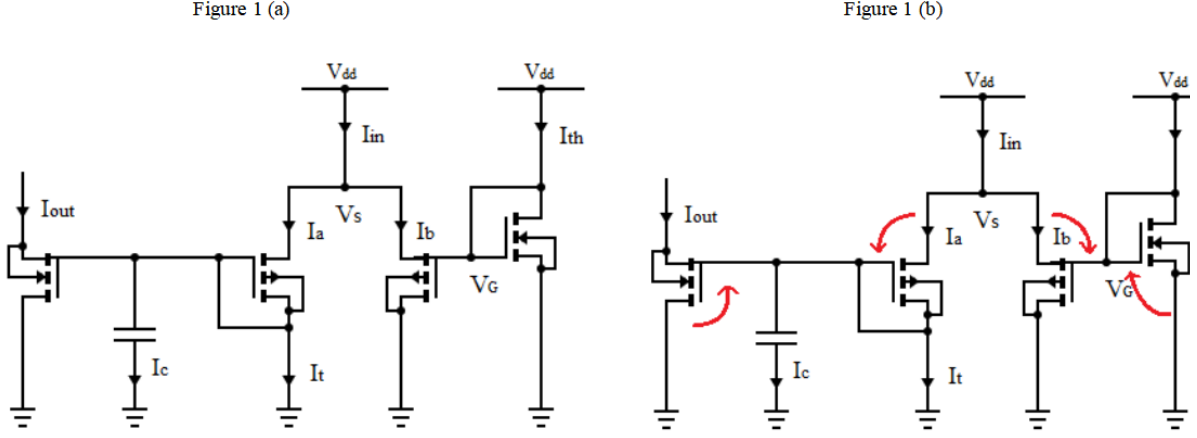 Figure 1 (a)
Figure 1 (b)
Vdd
Vdd
Iin
Ith
Iout
Vs
Ia
Ib
VG
Ic
It
Vdd
Vdd
Iin
Iout
Vs
Ia
Ib
VG
Ic
It